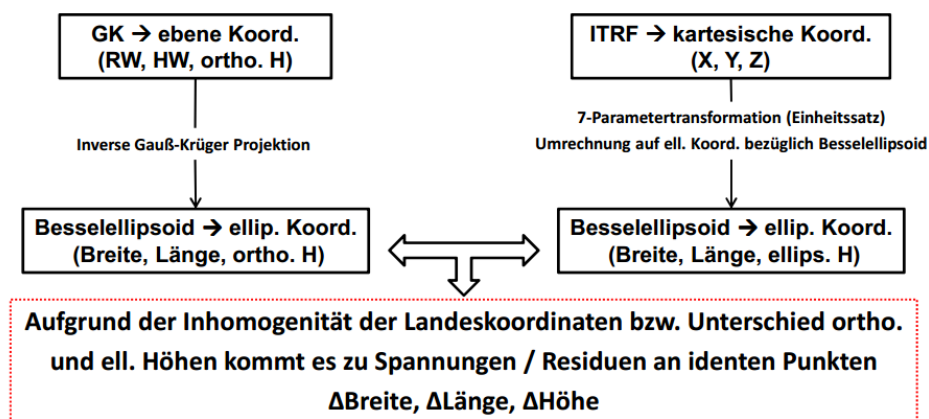 GK → ebene Koord.
(RW, HW, ortho. H)
ITRF → kartesische Koord.
(X, Y, Z)
Inverse Gauß-Krüger Projektion
7-Parametertransformation (Einheitssatz)
Umrechnung auf ell. Koord. bezüglich Besselellipsoid
Besselellipsoid → ellip. Koord.
(Breite, Länge, ortho. H)
Besselellipsoid → ellip. Koord.
(Breite, Länge, ellips. H)
Aufgrund der Inhomogenität der Landeskoordinaten bzw. Unterschied ortho.
und ell. Höhen kommt es zu Spannungen / Residuen an identen Punkten
ΔBreite, ΔLänge, ΔHöhe